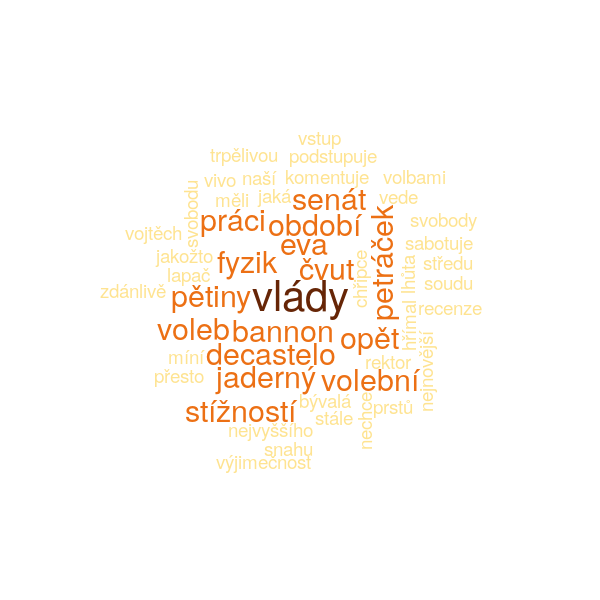 vstup
trpělivou
podstupuje
vivo
naší
komentuje
volbami
svobodu
měli
jaká
senát
vede
práci
období
petráček
svobody
vojtěch
eva
sabotuje
jakožto
fyzik
čvut
chřipce
lhůta
středu
lapač
soudu
zdánlivě
pětiny
vlády
recenze
hřímal
voleb
bannon
opět
míní
decastelo
rektor
nejnovější
přesto
jaderný
volební
bývalá
nechce
prstů
stížností
stále
nejvyššího
snahu
výjimečnost